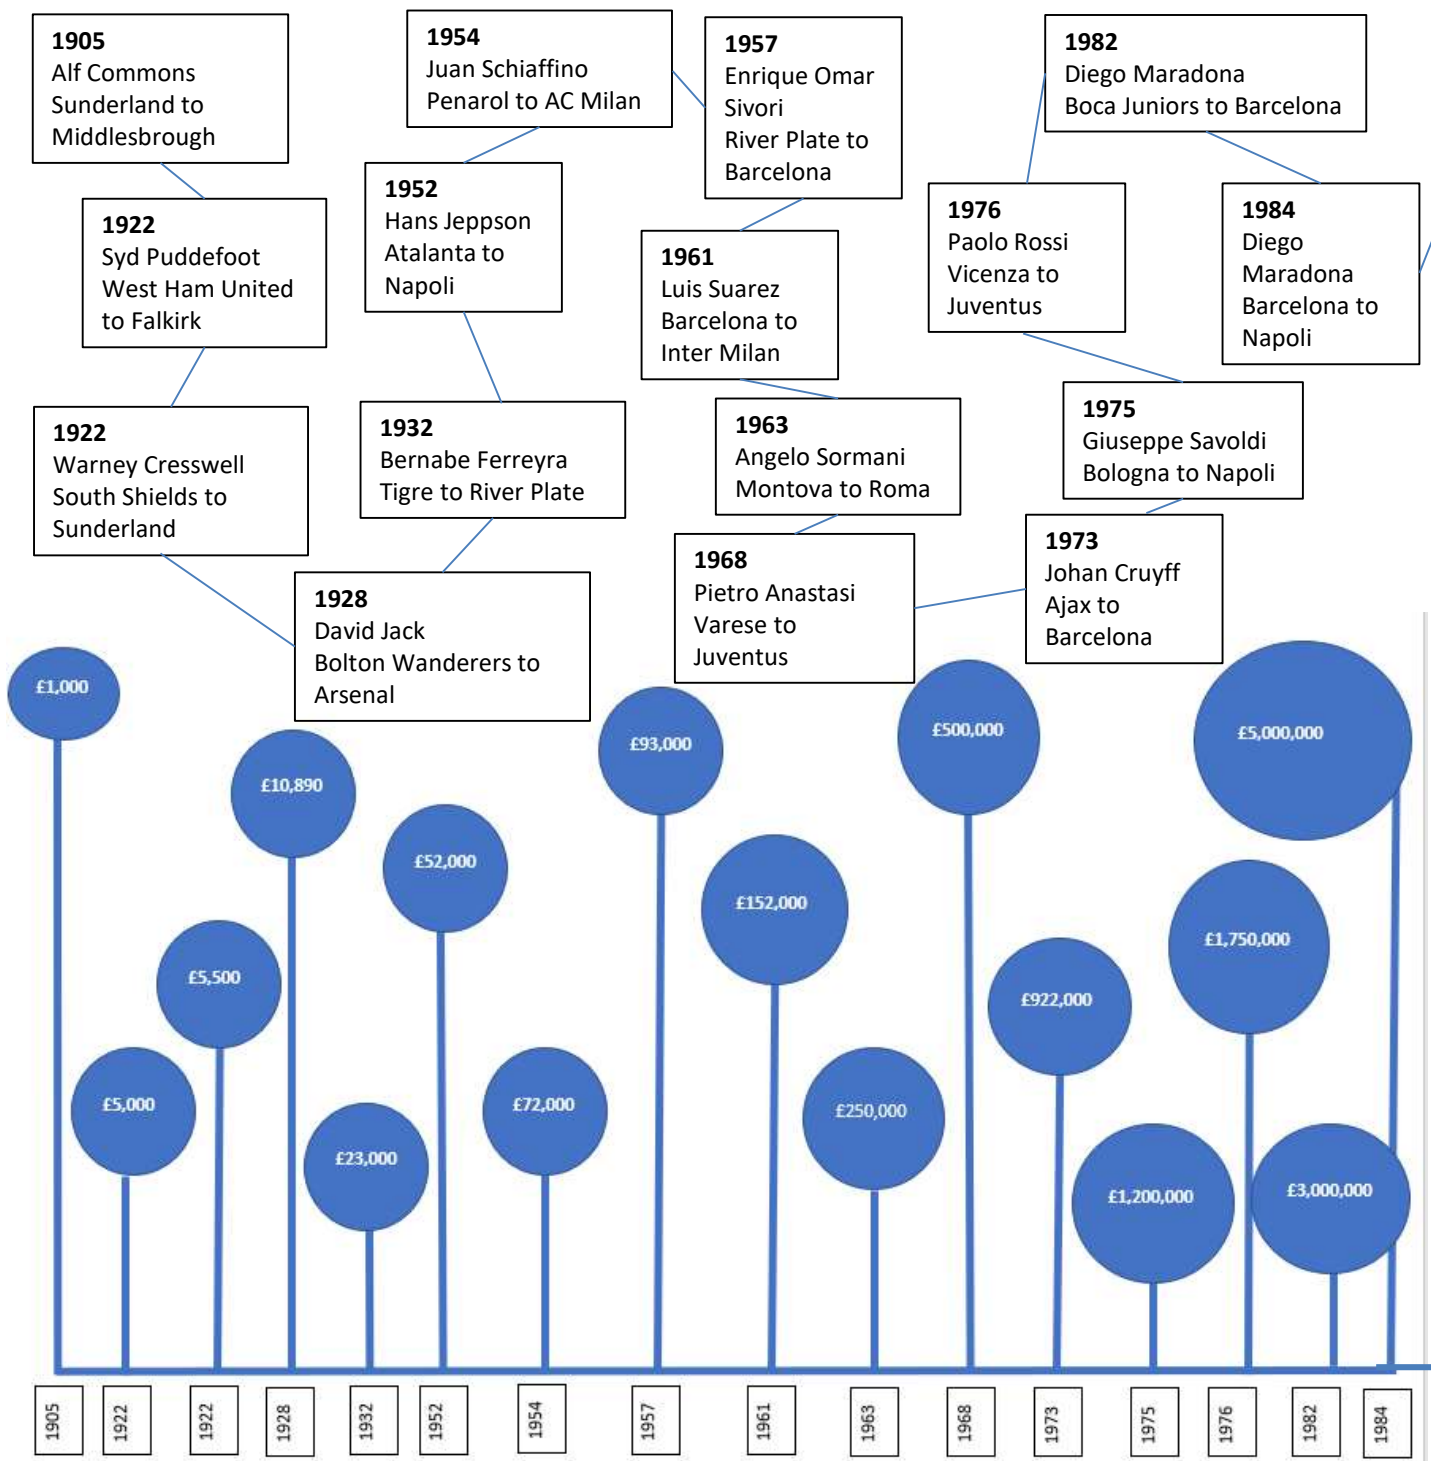 1905
Alf Commons
Sunderland to
Middlesbrough
1922
Syd Puddefoot
West Ham United
to Falkirk
1922
Warney Cresswell
South Shields to
Sunderland
1928
David Jack
Bolton Wanderers to
Arsenal
1932
Bernabe Ferreyra
Tigre to River Plate
1952
Hans Jeppson
Atalanta to
Napoli
1954
Juan Schiaffino
Penarol to AC Milan
1957
Enrique Omar
Sivori
River Plate to
Barcelona
1961
Luis Suarez
Barcelona to
Inter Milan
1963
Angelo Sormani
Montova to Roma
1968
Pietro Anastasi
Varese to
Juventus
1973
Johan Cruyff
Ajax to
Barcelona
1975
Giuseppe Savoldi
Bologna to Napoli
1976
Paolo Rossi
Vicenza to
Juventus
1982
Diego Maradona
Boca Juniors to Barcelona
1984
Diego
Maradona
Barcelona to
Napoli
£1,000
£5,000
£5,500
£10,890
£23,000
£52,000
£72,000
£93,000
£152,000
£250,000
£500,000
£922,000
£1,200,000
£1,750,000
£3,000,000
£5,000,000
1905
1922
1922
1928
1932
1952
1954
1957
1961
1963
1968
1973
1975
1976
1982
1984